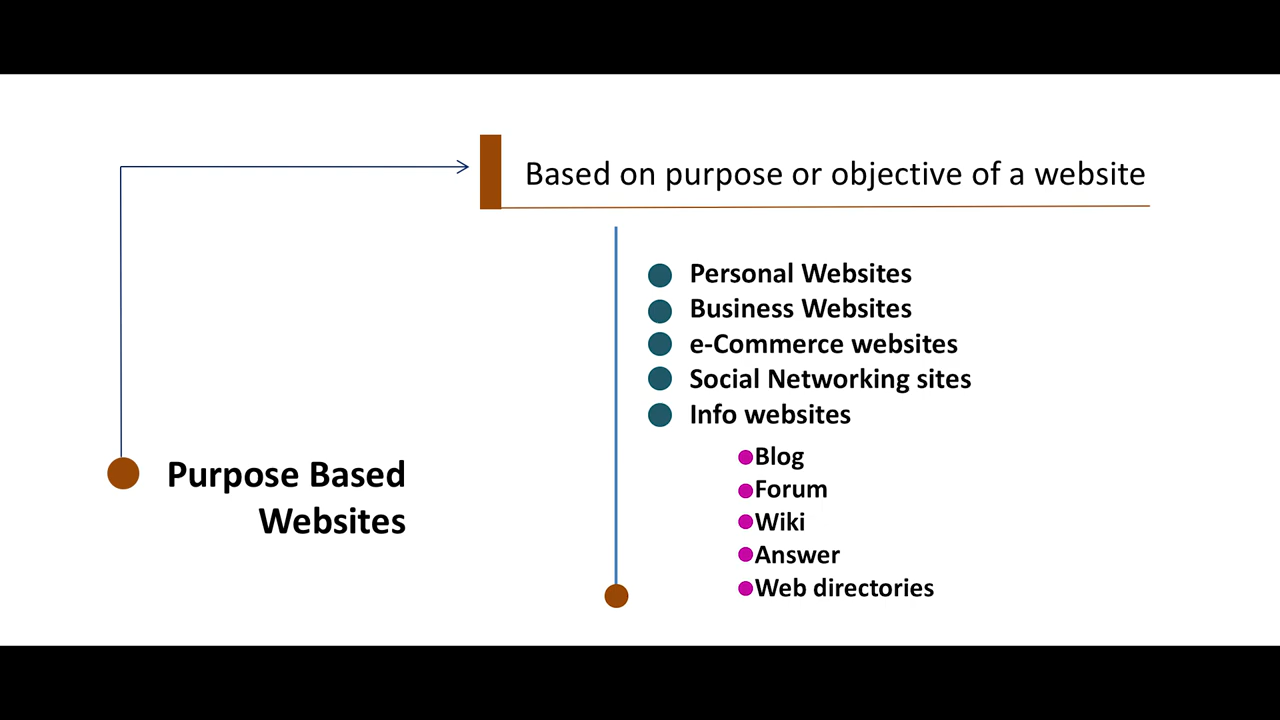 Based on purpose or objective of a website
Personal Websites
Business Websites
e-Commerce websites
Social Networking sites
Info websites
Blog
Forum
Wiki
Answer
Web directories
Purpose Based
Websites